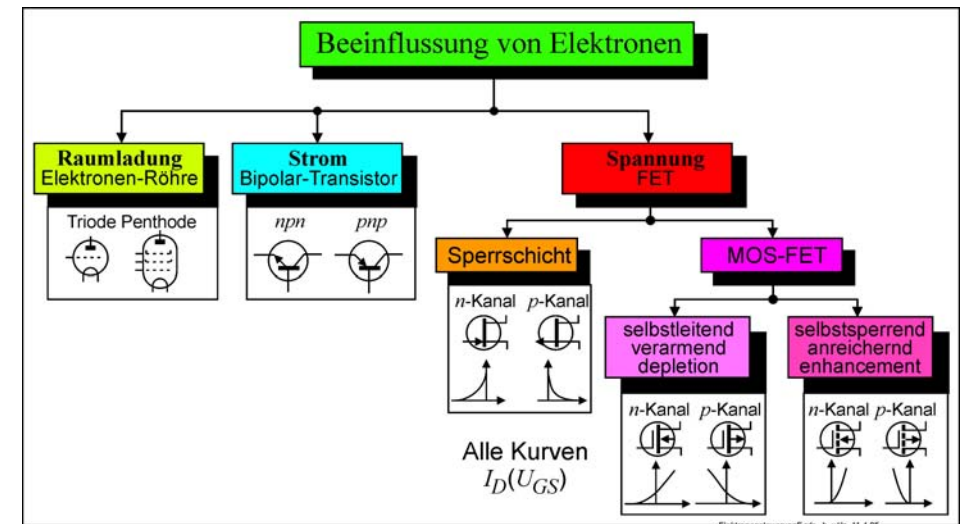 Beeinflussung von Elektronen
Raumladung
Elektronen-Röhre
Triode Penthode
Strom
Bipolar-Transistor
npn pnp
Spannung
FET
Sperrschicht
n-Kanal p-Kanal
MOS-FET
selbstleitend
verarmend
depletion
n-Kanal p-Kanal
selbstsperrend
anreichernd
enhancement
n-Kanal p-Kanal
Alle Kurven
I_D(U_GS)